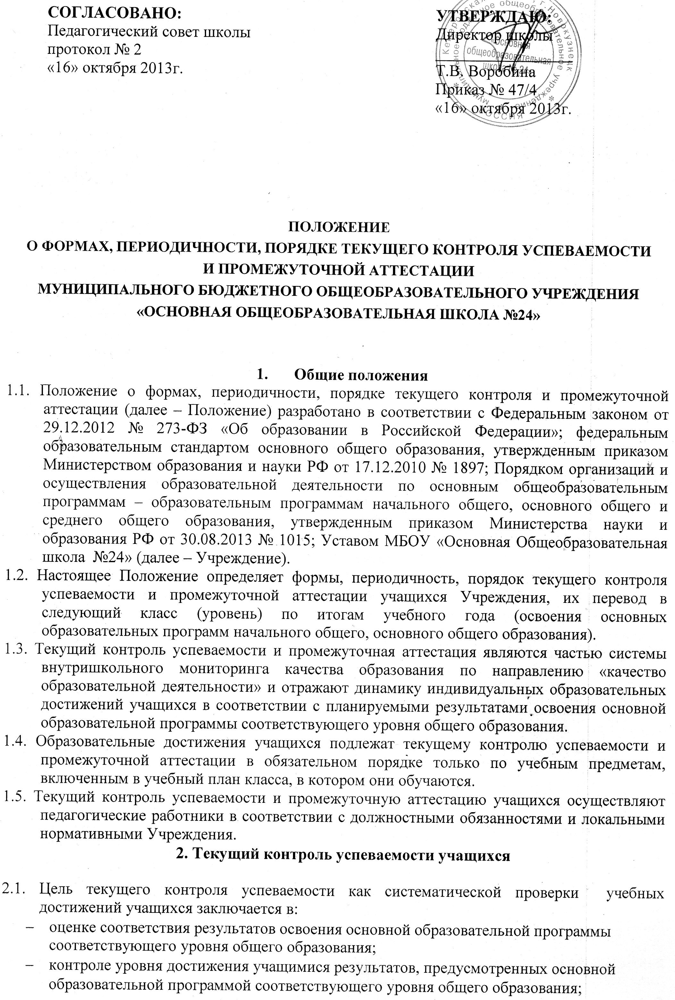 СОГЛАСОВАНО:
Педагогический совет школы
протокол № 2
«16» октября 2013г.
УТВЕРЖДАЮ:
Директор школы
Т.В. Воробина
Приказ № 47/4
«16» октября 2013г.
г. Новокузнецк
общеобразовательное учреждение
«Основная
общеобразовательная
школа № 24»
РОССИЯ
ПОЛОЖЕНИЕ
О ФОРМАХ, ПЕРИОДИЧНОСТИ, ПОРЯДКЕ ТЕКУЩЕГО КОНТРОЛЯ УСПЕВАЕМОСТИ
И ПРОМЕЖУТОЧНОЙ АТТЕСТАЦИИ
МУНИЦИПАЛЬНОГО БЮДЖЕТНОГО ОБЩЕОБРАЗОВАТЕЛЬНОГО УЧРЕЖДЕНИЯ
«ОСНОВНАЯ ОБЩЕОБРАЗОВАТЕЛЬНАЯ ШКОЛА №24»
1. Общие положения
1.1. Положение о формах, периодичности, порядке текущего контроля и промежуточной
аттестации (далее – Положение) разработано в соответствии с Федеральным законом от
29.12.2012 № 273-ФЗ «Об образовании в Российской Федерации»; федеральным
образовательным стандартом основного общего образования, утвержденным приказом
Министерством образования и науки РФ от 17.12.2010 № 1897; Порядком организаций и
осуществления образовательной деятельности по основным общеобразовательным
программам – образовательным программам начального общего, основного общего и
среднего общего образования, утвержденным приказом Министерства науки и
образования РФ от 30.08.2013 № 1015; Уставом МБОУ «Основная Общеобразовательная
школа №24» (далее – Учреждение).
1.2. Настоящее Положение определяет формы, периодичность, порядок текущего контроля
успеваемости и промежуточной аттестации учащихся Учреждения, их перевод в
следующий класс (уровень) по итогам учебного года (освоения основных
образовательных программ начального общего, основного общего образования).
1.3. Текущий контроль успеваемости и промежуточная аттестация являются частью системы
внутришкольного мониторинга качества образования по направлению «качество
образовательной деятельности» и отражают динамику индивидуальных образовательных
достижений учащихся в соответствии с планируемыми результатами освоения основной
образовательной программы соответствующего уровня общего образования.
1.4. Образовательные достижения учащихся подлежат текущему контролю успеваемости и
промежуточной аттестации в обязательном порядке только по учебным предметам,
включенным в учебный план класса, в котором они обучаются.
1.5. Текущий контроль успеваемости и промежуточную аттестацию учащихся осуществляют
педагогические работники в соответствии с должностными обязанностями и локальными
нормативными Учреждения.
2. Текущий контроль успеваемости учащихся
2.1. Цель текущего контроля успеваемости как систематической проверки учебных
достижений учащихся заключается в:
– оценке соответствия результатов освоения основной образовательной программы
соответствующего уровня общего образования;
– контроле уровня достижения учащимися результатов, предусмотренных основной
образовательной программой соответствующего уровня общего образования;